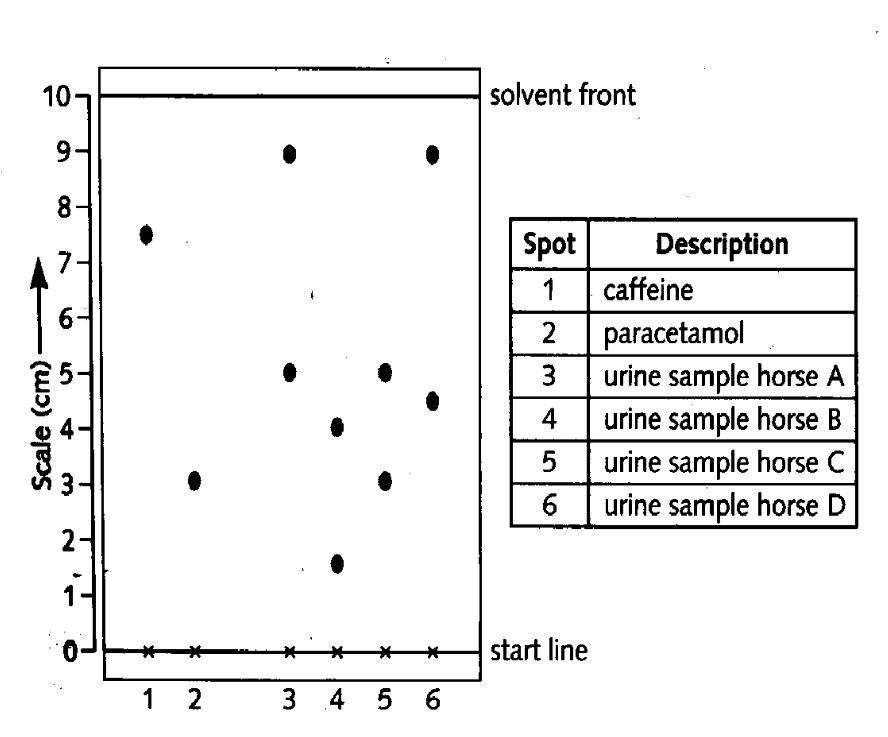 10
solvent front
9
8
7
6
5
4
3
2
1
0
Scale (cm)
start line
1 2 3 4 5 6
Spot Description
1 caffeine
2 paracetamol
3 urine sample horse A
4 urine sample horse B
5 urine sample horse C
6 urine sample horse D